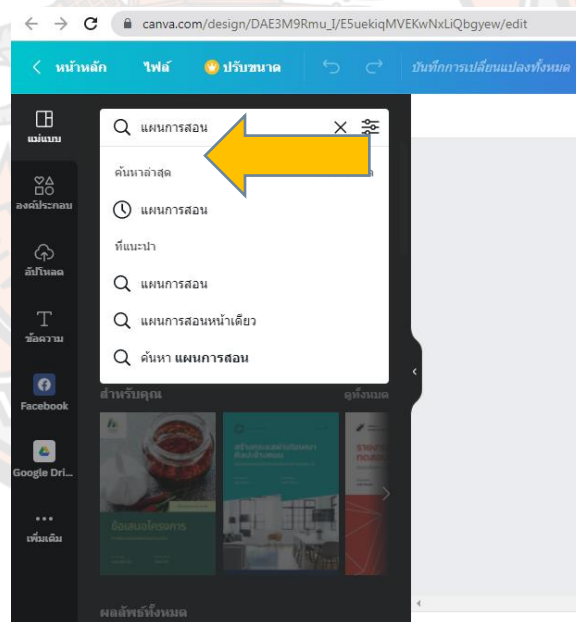 canva.com/design/DAE3M9Rmu_I/E5uekiqMVEKwNxLiQbgyew/edit
หน้าหลัก ไฟล์ ปรับขนาด บันทึกการเปลี่ยนแปลงทั้งหมด
แม่แบบ
แผนการสอน
ค้นหาล่าสุด
องค์ประกอบ
แผนการสอน
ที่แนะนำ
อัปโหลด
แผนการสอน
ข้อความ
แผนการสอนหน้าเดียว
ค้นหา แผนการสอน
Facebook
สำหรับคุณ ดูทั้งหมด
Google Dri...
ข้อเสนอโครงการ
เพิ่มเติม
ผลลัพธ์ทั้งหมด